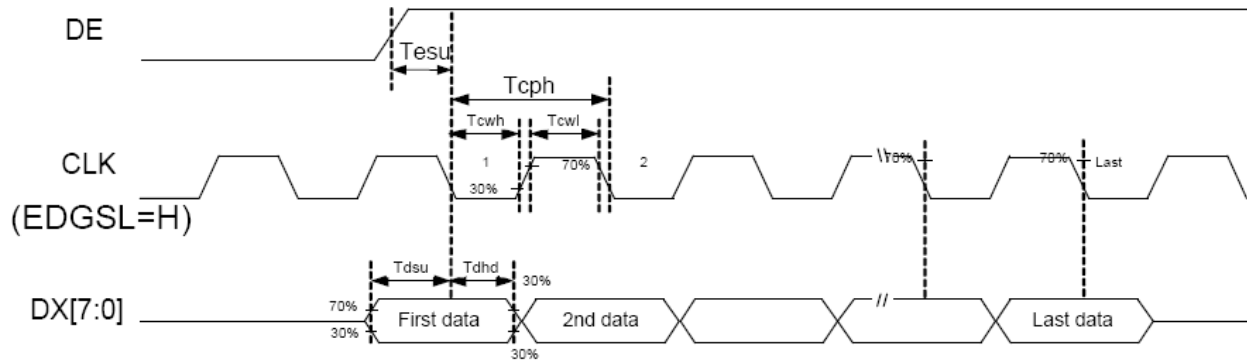 DE
Tesu
Tcph
Tcwh
Tcwl
CLK
1
70%
2
70%
70%
Last
30%
(EDGSL=H)
Tdsu
Tdhd
30%
DX[7:0]
70%
30%
First data
2nd data
//
Last data
30%